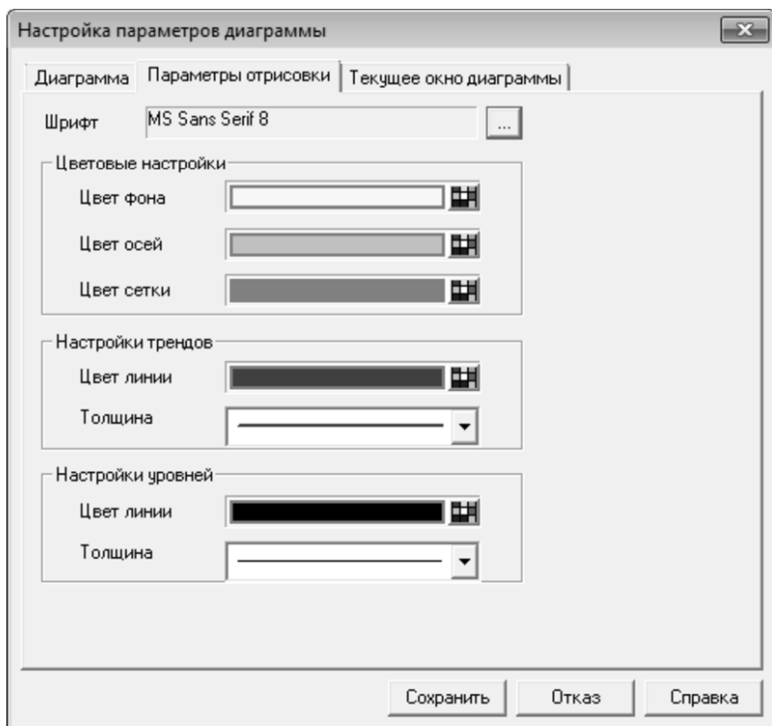 Настройка параметров диаграммы
Диаграмма Параметры отрисовки Текущее окно диаграммы
Шрифт MS Sans Serif 8 ...
Цветовые настройки
Цвет фона
Цвет осей
Цвет сетки
Настройки трендов
Цвет линии
Толщина
Настройки уровней
Цвет линии
Толщина
Сохранить Отказ Справка